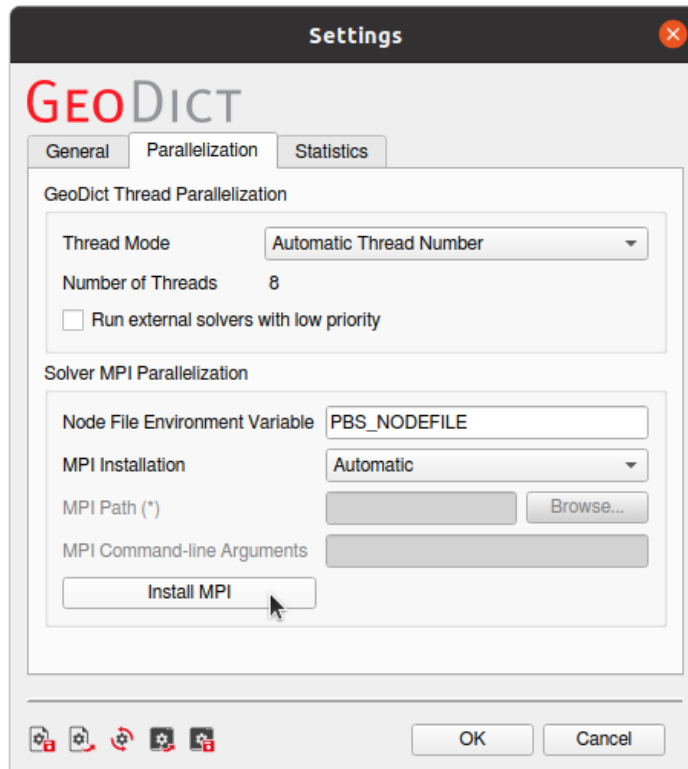 Settings
GEODICT
General Parallelization Statistics
GeoDict Thread Parallelization
Thread Mode Automatic Thread Number
Number of Threads 8
Run external solvers with low priority
Solver MPI Parallelization
Node File Environment Variable PBS_NODEFILE
MPI Installation Automatic
MPI Path (*) Browse...
MPI Command-line Arguments
Install MPI
OK Cancel